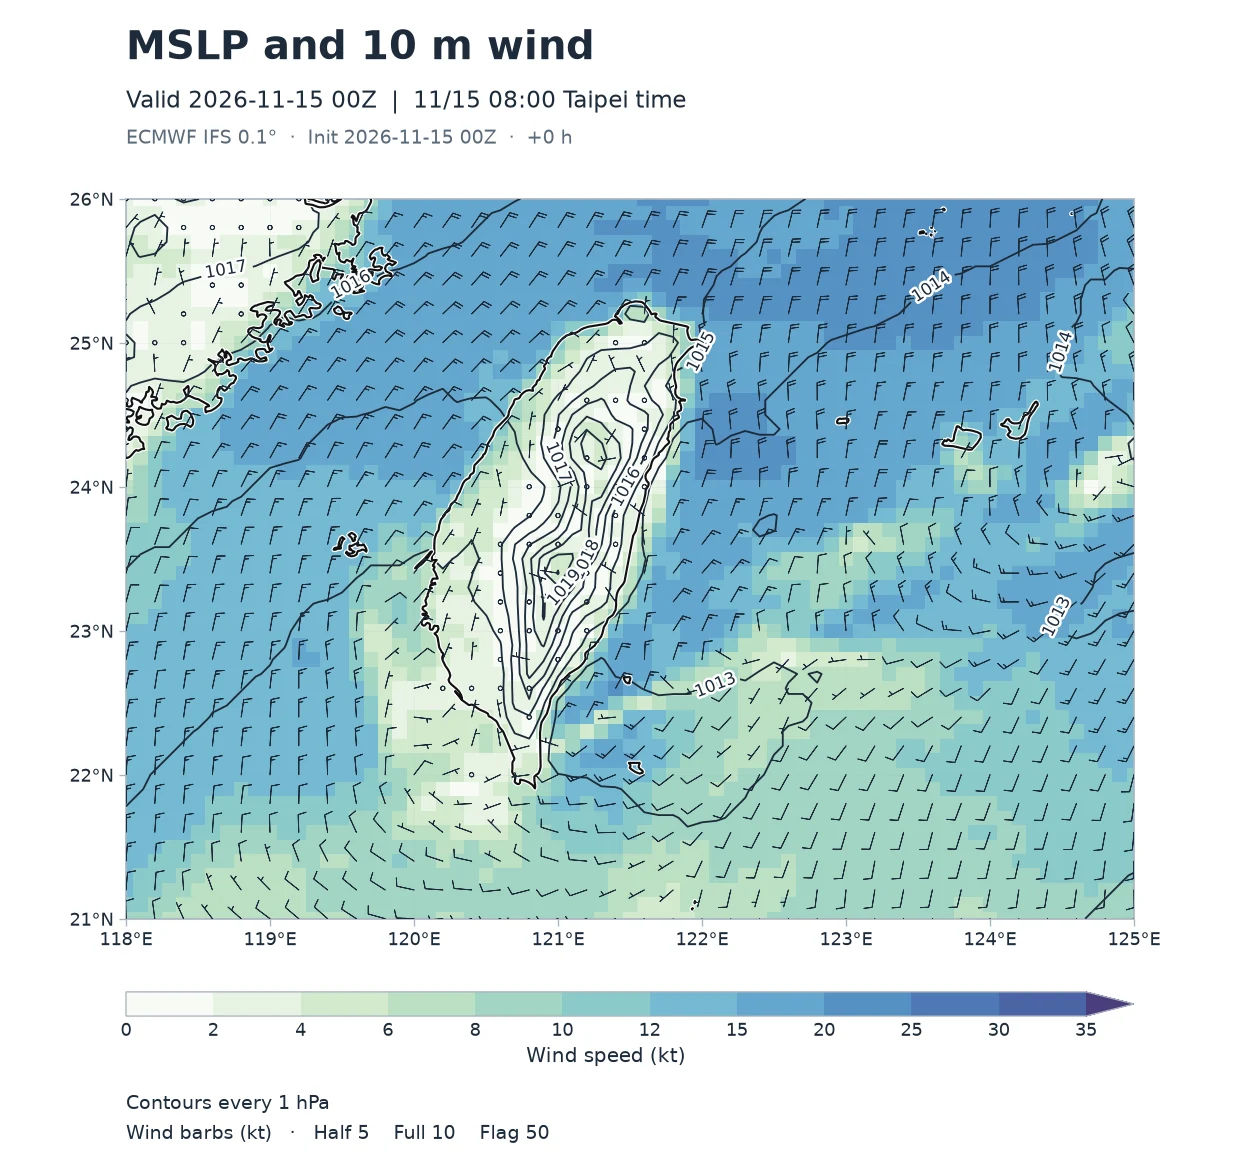 MSLP and 10 m wind
Valid 2026-11-15 00Z | 11/15 08:00 Taipei time
ECMWF IFS 0.1° · Init 2026-11-15 00Z · +0 h
26°N
25°N
24°N
23°N
22°N
21°N
1017
1016
1014
1015
1014
1017
1016
1018
1019
1013
1013
118°E 119°E 120°E 121°E 122°E 123°E 124°E 125°E
0 2 4 6 8 10 12 15 20 25 30 35
Wind speed (kt)
Contours every 1 hPa
Wind barbs (kt) · Half 5 Full 10 Flag 50